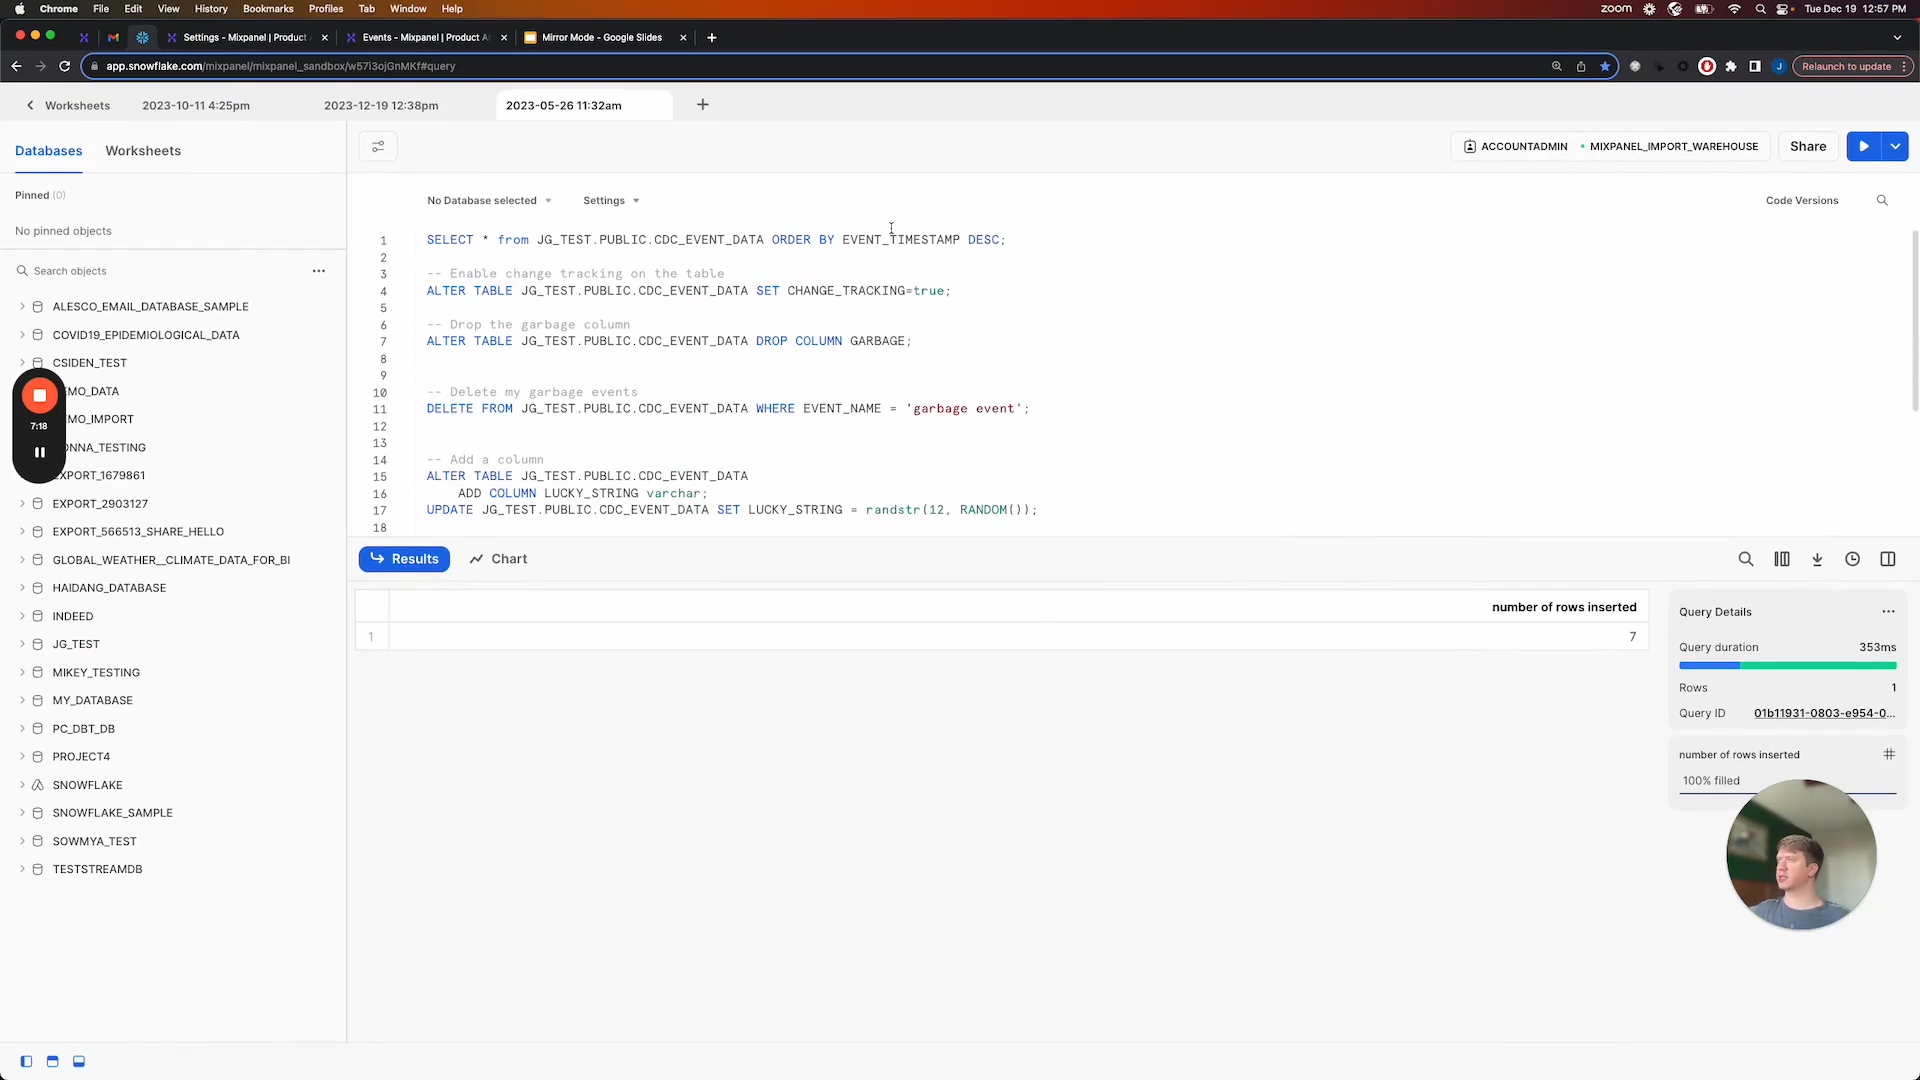 Chrome File Edit View History Bookmarks Profiles Tab Window Help zoom Tue Dec 19 12:57 PM
Settings - Mixpanel | Product Events - Mixpanel | Product A Mirror Mode - Google Slides
app.snowflake.com/mixpanel/mixpanel_sandbox/w57i3ojGnMKf#query J Relaunch to update
Worksheets 2023-10-11 4:25pm 2023-12-19 12:38pm 2023-05-26 11:32am
Databases Worksheets
ACCOUNTADMIN MIXPANEL_IMPORT_WAREHOUSE Share
Pinned (0)
No pinned objects
Search objects
ALESCO_EMAIL_DATABASE_SAMPLE
COVID19_EPIDEMIOLOGICAL_DATA
CSIDEN_TEST
EMO_DATA
EMO_IMPORT
ONNA_TESTING
EXPORT_1679861
EXPORT_2903127
EXPORT_566513_SHARE_HELLO
GLOBAL_WEATHER__CLIMATE_DATA_FOR_BI
HAIDANG_DATABASE
INDEED
JG_TEST
MIKEY_TESTING
MY_DATABASE
PC_DBT_DB
PROJECT4
SNOWFLAKE
SNOWFLAKE_SAMPLE
SOWMYA_TEST
TESTSTREAMDB
7:18
No Database selected Settings Code Versions
1 SELECT * from JG_TEST.PUBLIC.CDC_EVENT_DATA ORDER BY EVENT_TIMESTAMP DESC;
2
3 -- Enable change tracking on the table
4 ALTER TABLE JG_TEST.PUBLIC.CDC_EVENT_DATA SET CHANGE_TRACKING=true;
5
6 -- Drop the garbage column
7 ALTER TABLE JG_TEST.PUBLIC.CDC_EVENT_DATA DROP COLUMN GARBAGE;
8
9
10 -- Delete my garbage events
11 DELETE FROM JG_TEST.PUBLIC.CDC_EVENT_DATA WHERE EVENT_NAME = 'garbage event';
12
13
14 -- Add a column
15 ALTER TABLE JG_TEST.PUBLIC.CDC_EVENT_DATA
16 ADD COLUMN LUCKY_STRING varchar;
17 UPDATE JG_TEST.PUBLIC.CDC_EVENT_DATA SET LUCKY_STRING = randstr(12, RANDOM());
18
Results Chart
number of rows inserted
1 7
Query Details
Query duration 353ms
Rows 1
Query ID 01b11931-0803-e954-0...
number of rows inserted
100% filled